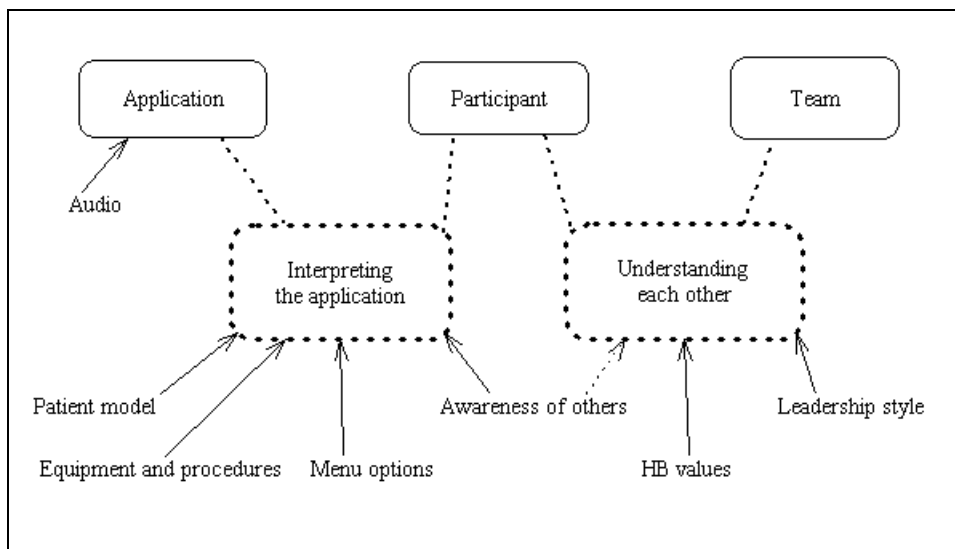 Application
Participant
Team
Audio
Interpreting
the application
Understanding
each other
Patient model
Awareness of others
Leadership style
Equipment and procedures
Menu options
HB values